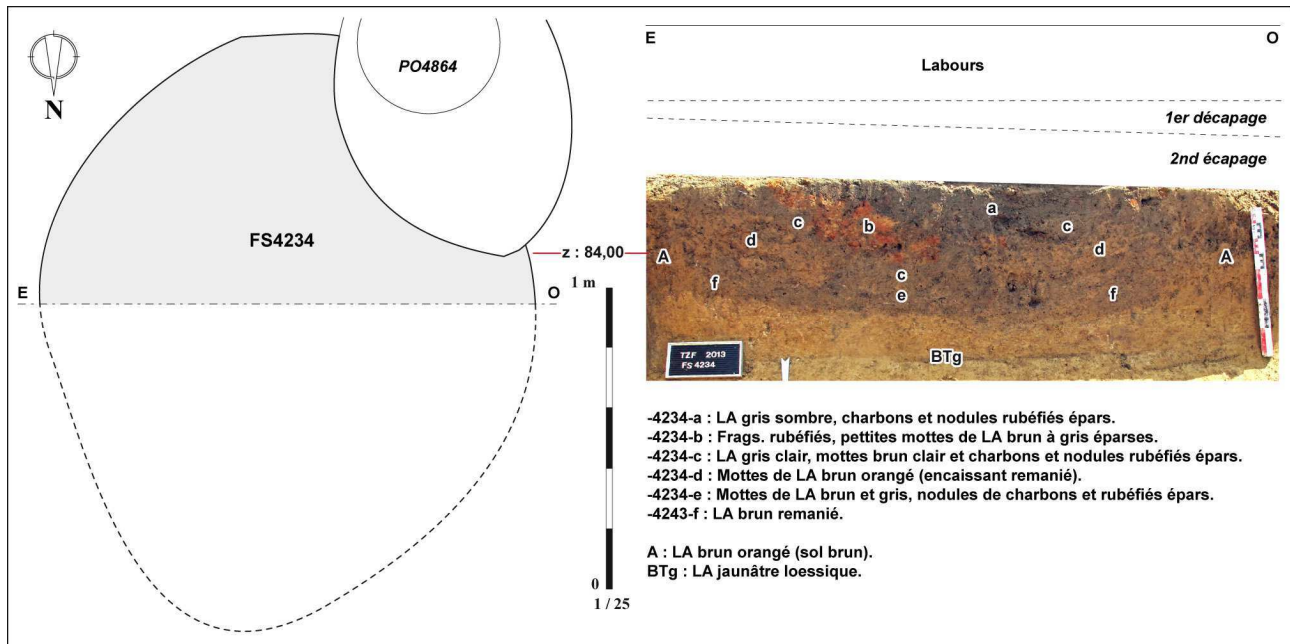 N
PO4864
FS4234
E
O
z : 84,00
1 m
0
1 / 25
E
O
Labours
1er décapage
2nd écapage
a
c
b
c
d
d
A
A
c
f
e
f
BTg
TZF 2013
FS 4234
-4234-a : LA gris sombre, charbons et nodules rubéfiés épars.
-4234-b : Frags. rubéfiés, pettites mottes de LA brun à gris éparses.
-4234-c : LA gris clair, mottes brun clair et charbons et nodules rubéfiés épars.
-4234-d : Mottes de LA brun orangé (encaissant remanié).
-4234-e : Mottes de LA brun et gris, nodules de charbons et rubéfiés épars.
-4243-f : LA brun remanié.
A : LA brun orangé (sol brun).
BTg : LA jaunâtre loessique.